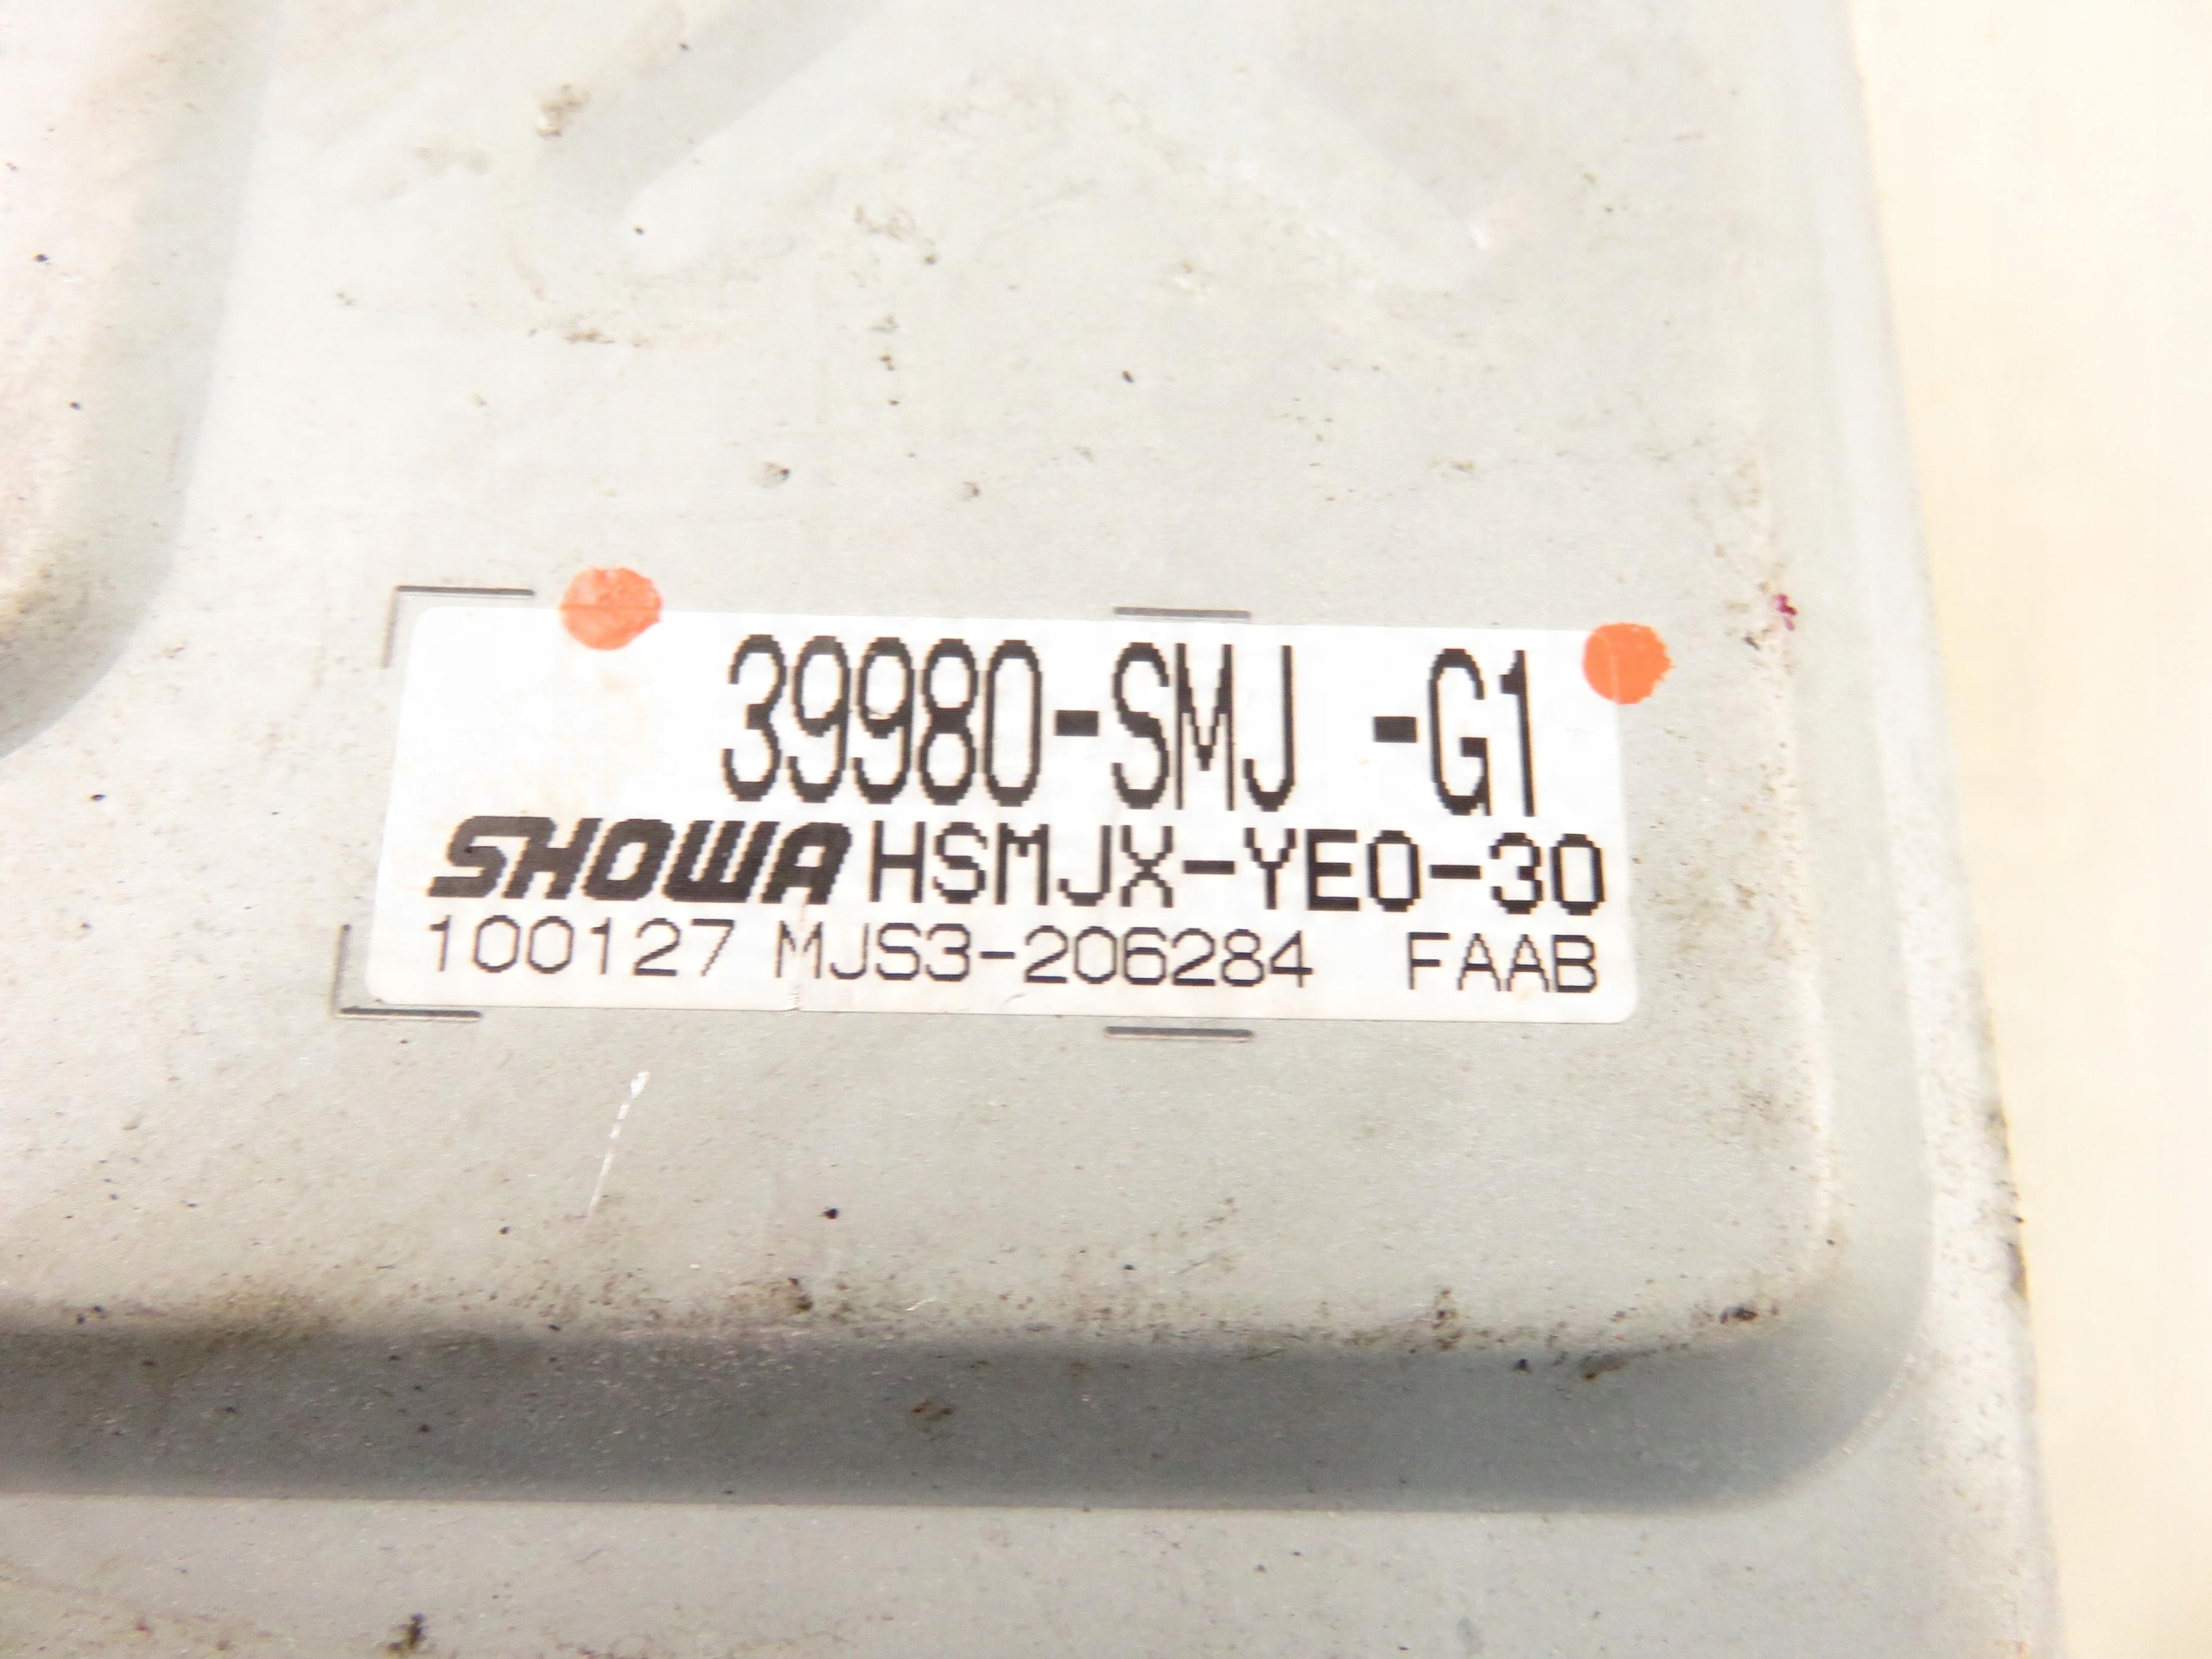 39980-SMJ -G1
SHOWA HSMJX-YE0-30
100127 MJS3-206284 FAAB